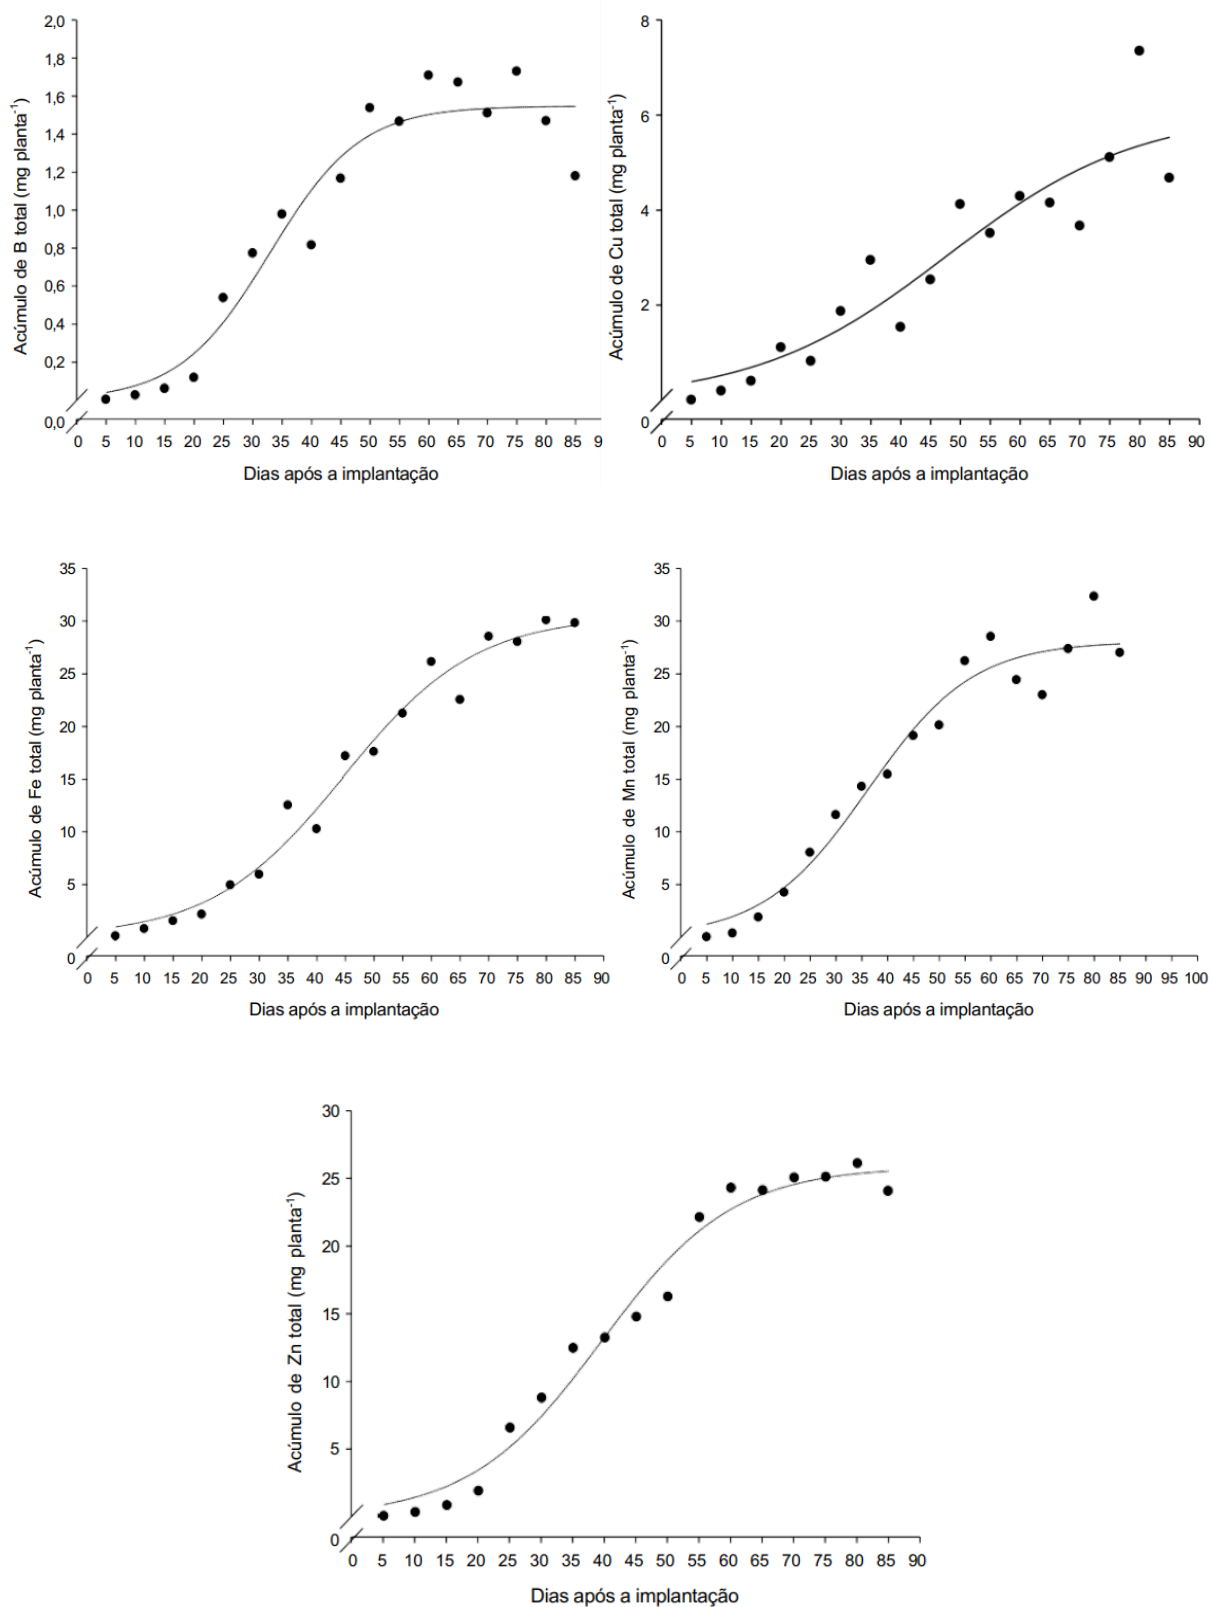 2,0
1,8
1,6
1,4
1,2
1,0
0,8
0,6
0,4
0,2
0,0
Acúmulo de B total (mg planta-1)
0 5 10 15 20 25 30 35 40 45 50 55 60 65 70 75 80 85 9
Dias após a implantação
8
6
4
2
0
Acúmulo de Cu total (mg planta-1)
0 5 10 15 20 25 30 35 40 45 50 55 60 65 70 75 80 85 90
Dias após a implantação
35
30
25
20
15
10
5
0
Acúmulo de Fe total (mg planta-1)
0 5 10 15 20 25 30 35 40 45 50 55 60 65 70 75 80 85 90
Dias após a implantação
35
30
25
20
15
10
5
0
Acúmulo de Mn total (mg planta-1)
0 5 10 15 20 25 30 35 40 45 50 55 60 65 70 75 80 85 90 95 100
Dias após a implantação
30
25
20
15
10
5
0
Acúmulo de Zn total (mg planta-1)
0 5 10 15 20 25 30 35 40 45 50 55 60 65 70 75 80 85 90
Dias após a implantação